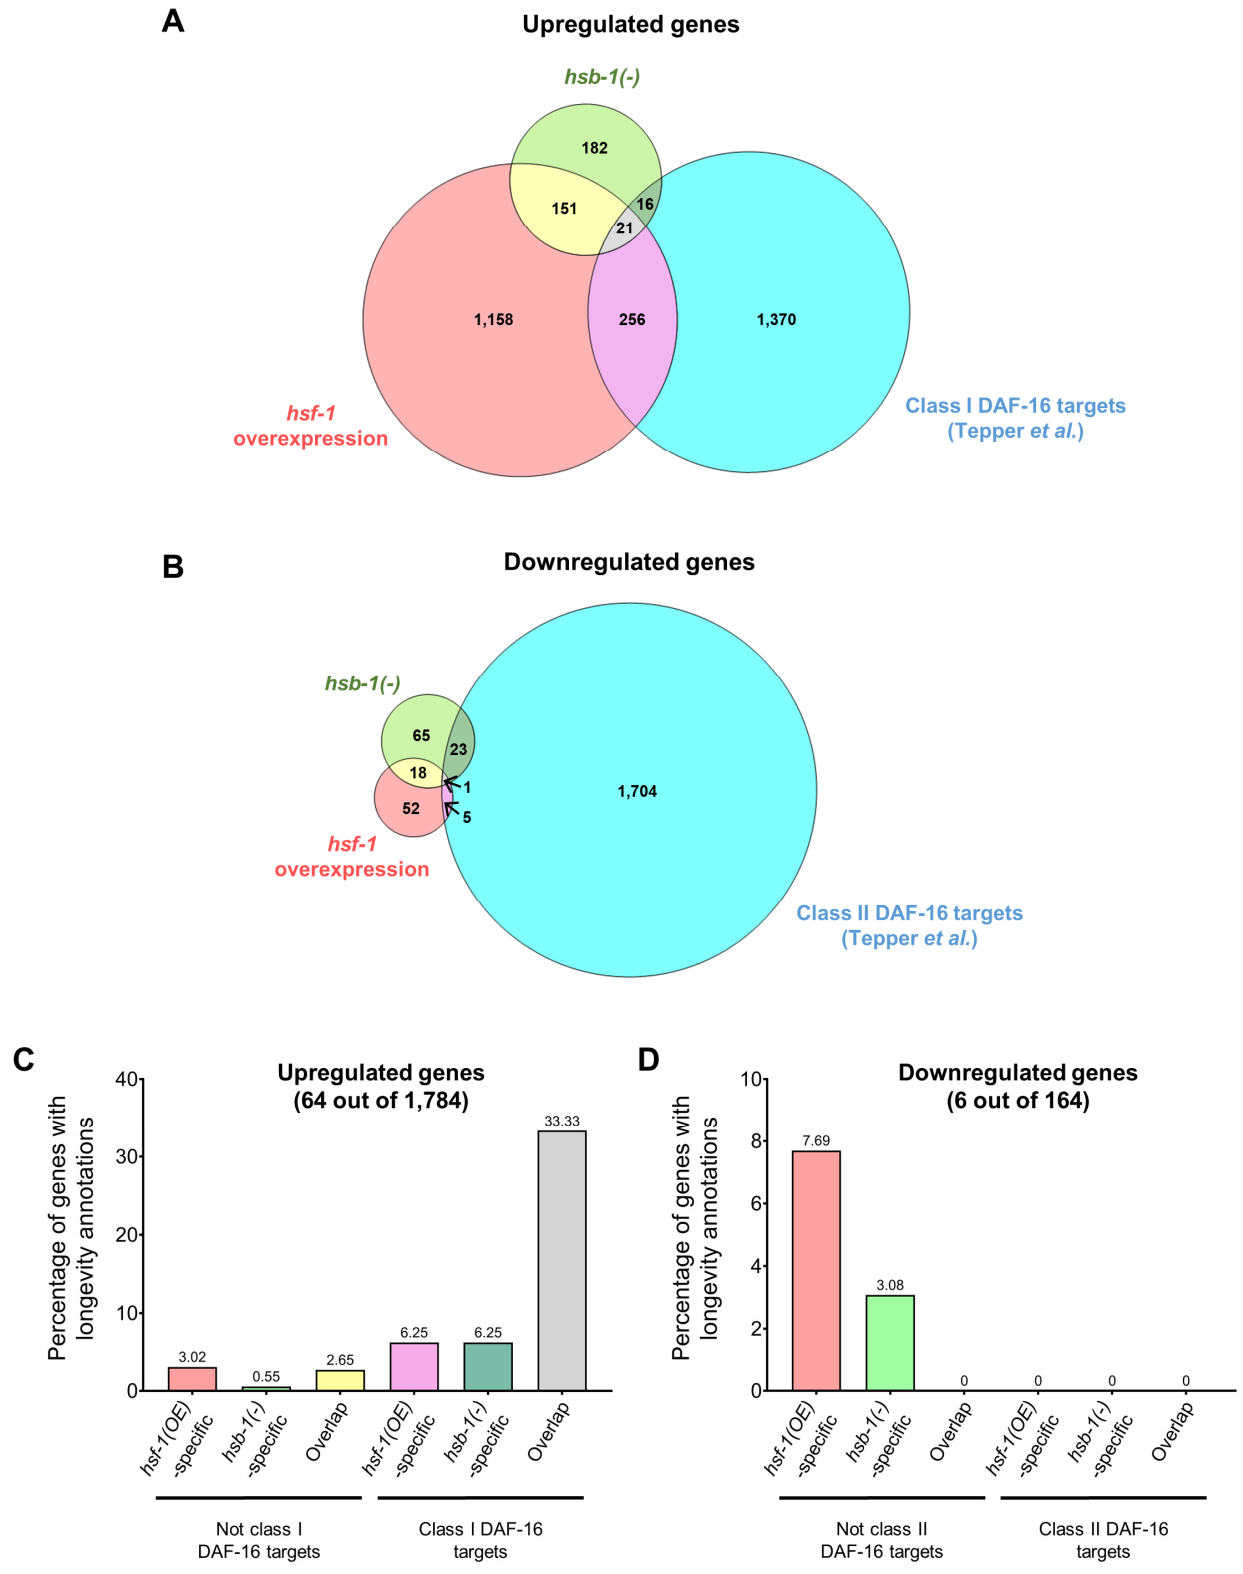 A
Upregulated genes
hsb-1(-)
182
151
16
21
1,158
256
1,370
hsf-1
overexpression
Class I DAF-16 targets
(Tepper et al.)
B
Downregulated genes
hsb-1(-)
65
23
18
1
52
5
1,704
hsf-1
overexpression
Class II DAF-16 targets
(Tepper et al.)
C
Upregulated genes
(64 out of 1,784)
Percentage of genes with
longevity annotations
40
30
20
10
0
3.02
0.55
2.65
6.25
6.25
33.33
hsf-1(OE)
-specific
hsb-1(-)
-specific
Overlap
hsf-1(OE)
-specific
hsb-1(-)
-specific
Overlap
Not class I
DAF-16 targets
Class I DAF-16
targets
D
Downregulated genes
(6 out of 164)
Percentage of genes with
longevity annotations
10
8
6
4
2
0
7.69
3.08
0
0
0
0
hsf-1(OE)
-specific
hsb-1(-)
-specific
Overlap
hsf-1(OE)
-specific
hsb-1(-)
-specific
Overlap
Not class II
DAF-16 targets
Class II DAF-16
targets